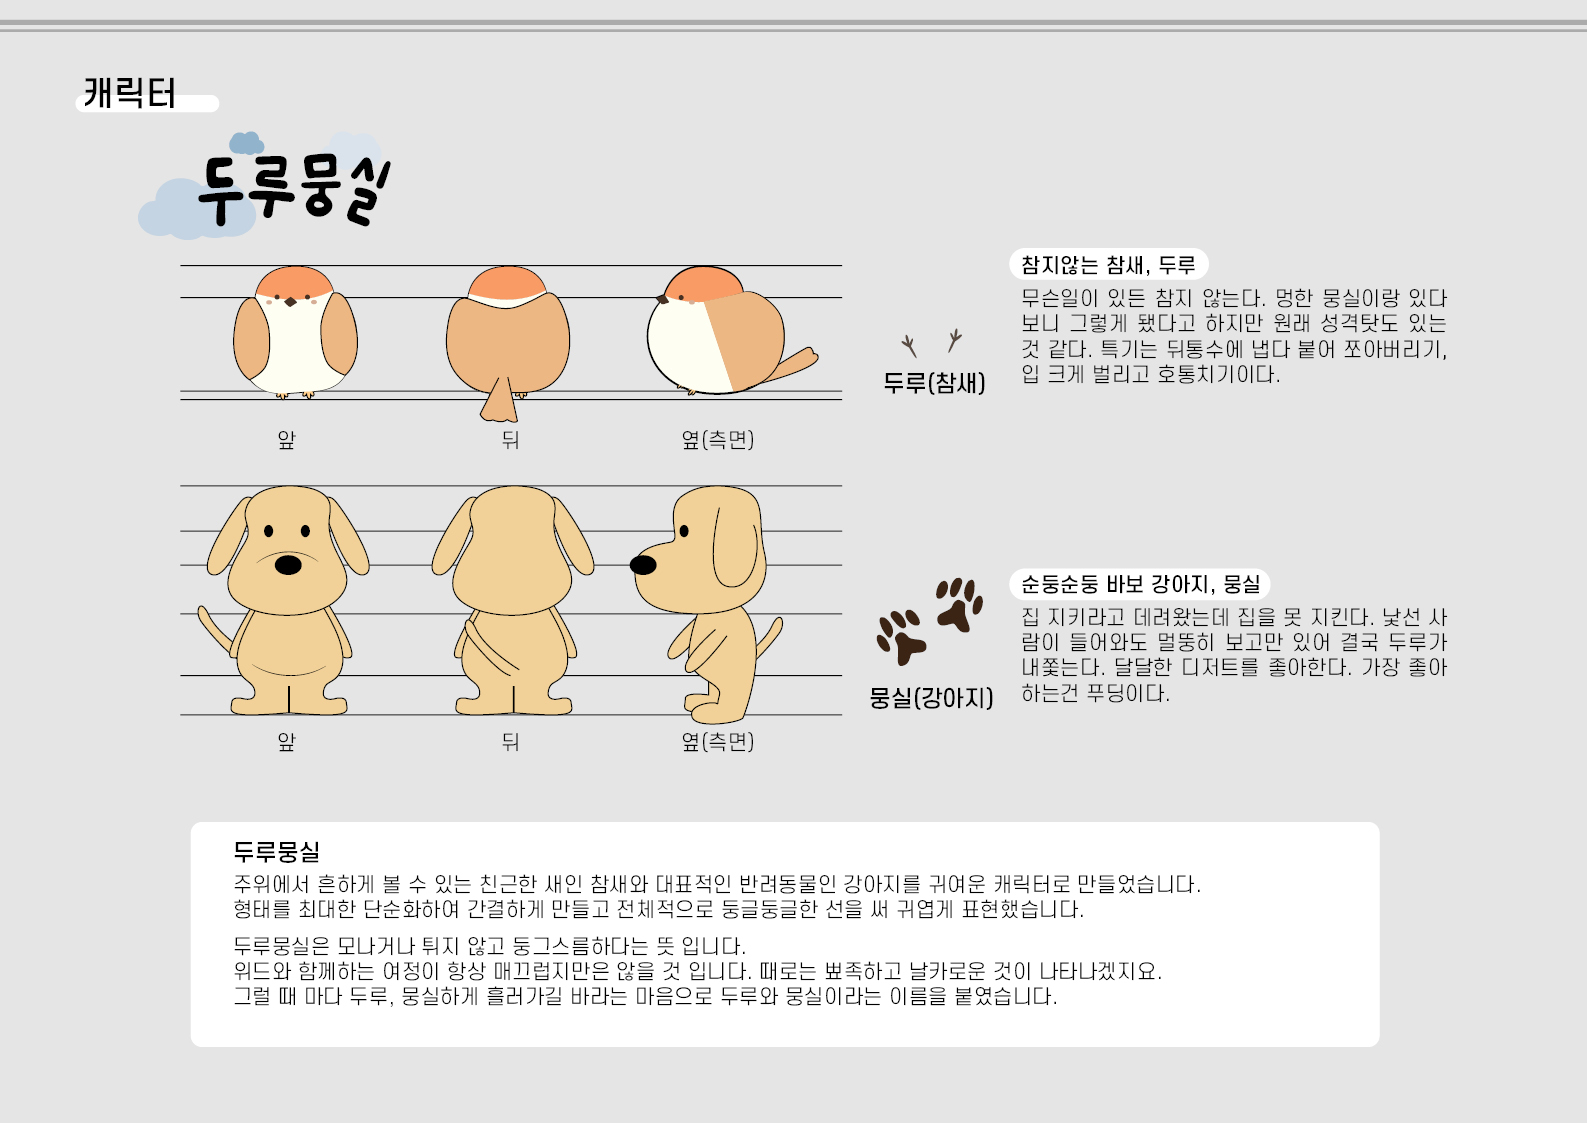 캐릭터
두루뭉실
앞
뒤
옆(측면)
두루(참새)
참지않는 참새, 두루
무슨일이 있든 참지 않는다. 멍한 뭉실이랑 있다
보니 그렇게 됐다고 하지만 원래 성격탓도 있는
것 같다. 특기는 뒤통수에 냅다 붙어 쪼아버리기,
입 크게 벌리고 호통치기이다.
앞
뒤
옆(측면)
뭉실(강아지)
순둥순둥 바보 강아지, 뭉실
집 지키라고 데려왔는데 집을 못 지킨다. 낯선 사
람이 들어와도 멀뚱히 보고만 있어 결국 두루가
내쫓는다. 달달한 디저트를 좋아한다. 가장 좋아
하는건 푸딩이다.
두루뭉실
주위에서 흔하게 볼 수 있는 친근한 새인 참새와 대표적인 반려동물인 강아지를 귀여운 캐릭터로 만들었습니다.
형태를 최대한 단순화하여 간결하게 만들고 전체적으로 둥글둥글한 선을 써 귀엽게 표현했습니다.
두루뭉실은 모나거나 튀지 않고 둥그스름하다는 뜻 입니다.
위드와 함께하는 여정이 항상 매끄럽지만은 않을 것 입니다. 때로는 뾰족하고 날카로운 것이 나타나겠지요.
그럴 때 마다 두루, 뭉실하게 흘러가길 바라는 마음으로 두루와 뭉실이라는 이름을 붙였습니다.